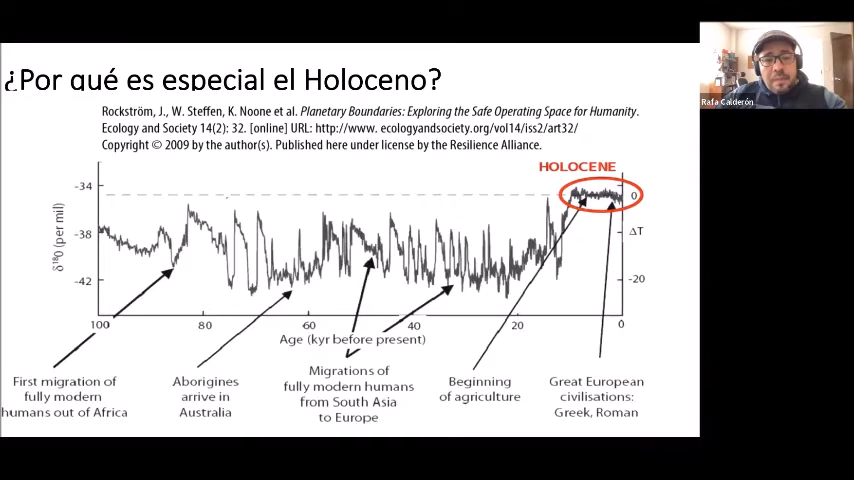 ¿Por qué es especial el Holoceno?
Rockström, J., W. Steffen, K. Noone et al. Planetary Boundaries: Exploring the Safe Operating Space for Humanity.
Ecology and Society 14(2): 32. [online] URL: http://www. ecologyandsociety.org/vol14/iss2/art32/
Copyright © 2009 by the author(s). Published here under license by the Resilience Alliance.
Rafa Calderón
HOLOCENE
-34
0
-38
ΔT
-42
-20
δ¹⁸O (per mil)
100
80
60
40
20
0
Age (kyr before present)
First migration of
fully modern
humans out of Africa
Aborigines
arrive in
Australia
Migrations of
fully modern humans
from South Asia
to Europe
Beginning
of agriculture
Great European
civilisations:
Greek, Roman